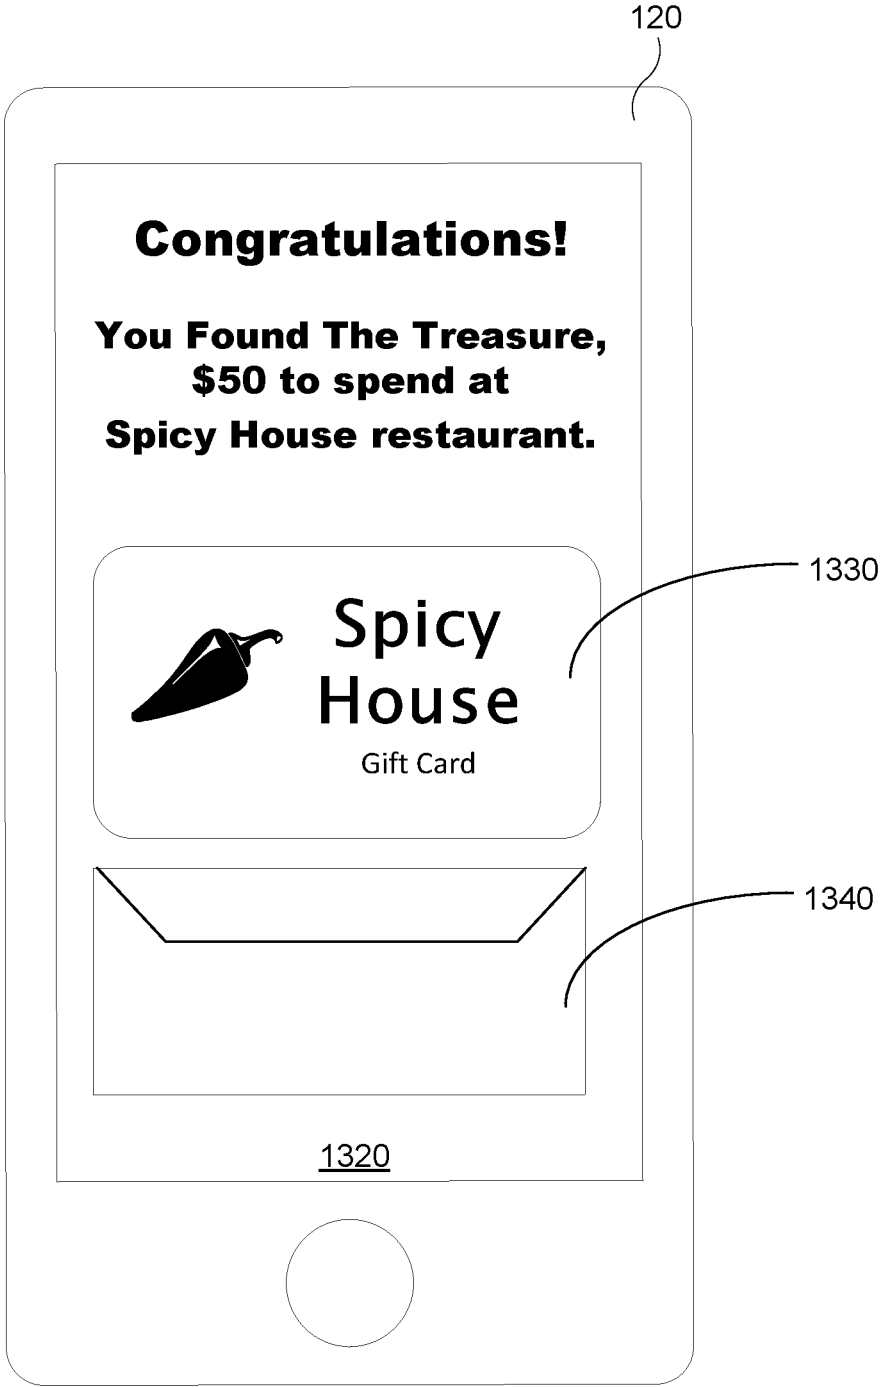 120
Congratulations!
You Found The Treasure,
$50 to spend at
Spicy House restaurant.
1330
Spicy
House
Gift Card
1340
1320